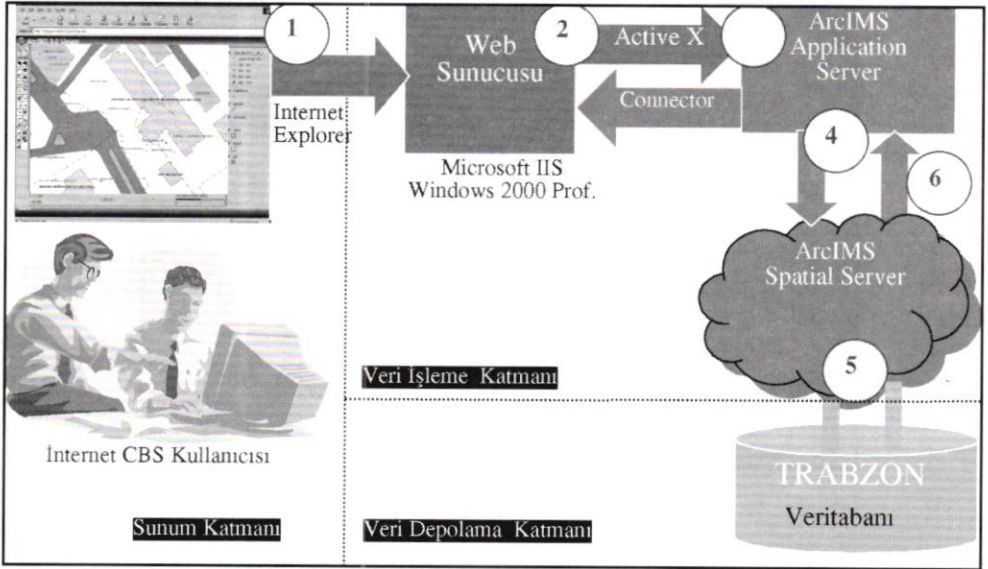 1
Web
Sunucusu
2
Active X
Connector
ArcIMS
Application
Server
Internet
Explorer
Microsoft IIS
Windows 2000 Prof.
4
6
ArcIMS
Spatial Server
5
Veri İşleme Katmanı
İnternet CBS Kullanıcısı
TRABZON
Veritabanı
Sunum Katmanı
Veri Depolama Katmanı